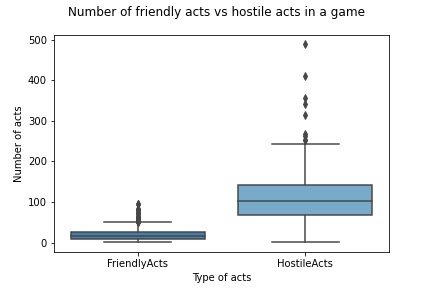 Number of friendly acts vs hostile acts in a game
500
400
300
200
100
0
Number of acts
FriendlyActs HostileActs
Type of acts